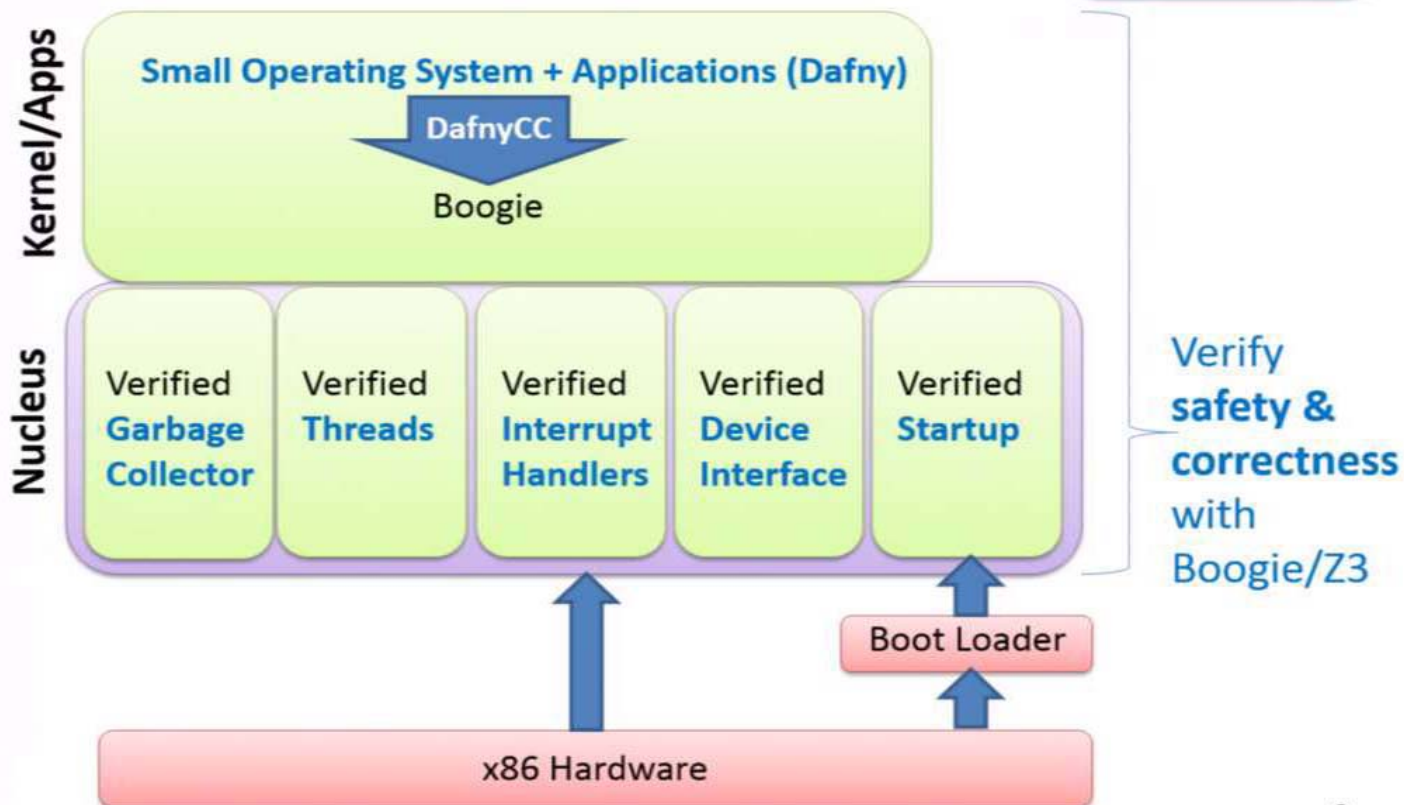 Kernel/Apps
Small Operating System + Applications (Dafny)
DafnyCC
Boogie
Nucleus
Verified
Garbage
Collector
Verified
Threads
Verified
Interrupt
Handlers
Verified
Device
Interface
Verified
Startup
Verify
safety &
correctness
with
Boogie/Z3
Boot Loader
x86 Hardware